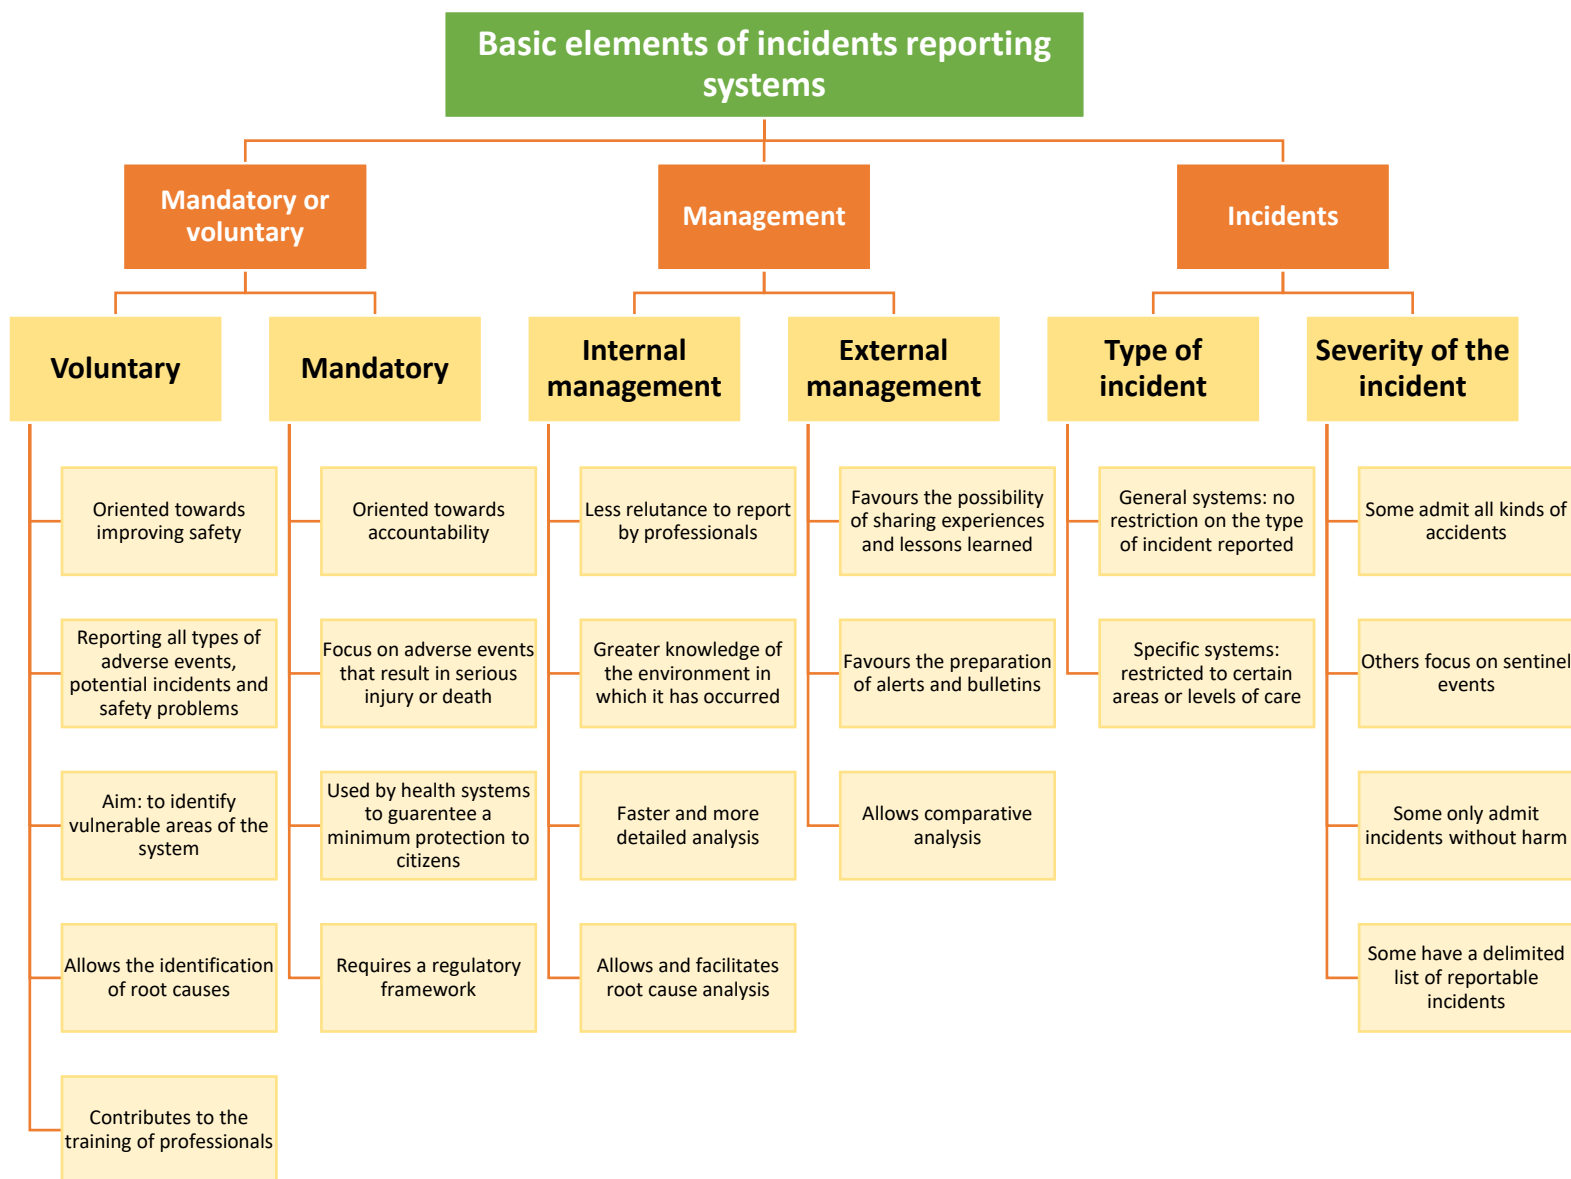 Basic elements of incidents reporting
systems
Mandatory or
voluntary
Management
Incidents
Voluntary
Mandatory
Internal
management
External
management
Type of
incident
Severity of the
incident
Oriented towards
improving safety
Reporting all types of
adverse events,
potential incidents and
safety problems
Aim: to identify
vulnerable areas of the
system
Allows the identification
of root causes
Contributes to the
training of professionals
Oriented towards
accountability
Focus on adverse events
that result in serious
injury or death
Used by health systems
to guarentee a
minimum protection to
citizens
Requires a regulatory
framework
Less relutance to report
by professionals
Greater knowledge of
the environment in
which it has occurred
Faster and more
detailed analysis
Allows and facilitates
root cause analysis
Favours the possibility
of sharing experiences
and lessons learned
Favours the preparation
of alerts and bulletins
Allows comparative
analysis
General systems: no
restriction on the type
of incident reported
Specific systems:
restricted to certain
areas or levels of care
Some admit all kinds of
accidents
Others focus on sentinel
events
Some only admit
incidents without harm
Some have a delimited
list of reportable
incidents